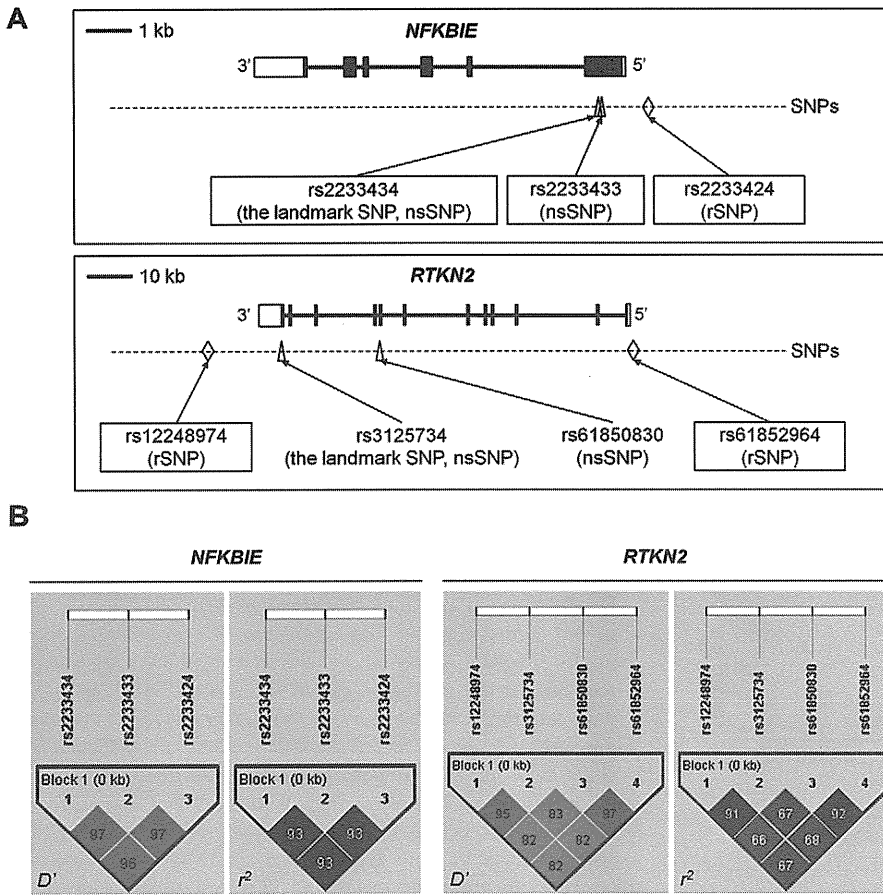 A
1 kb
NFKBIE
3'
5'
SNPs
rs2233434
(the landmark SNP, nsSNP)
rs2233433
(nsSNP)
rs2233424
(rSNP)
10 kb
RTKN2
3'
5'
SNPs
rs12248974
(rSNP)
rs3125734
(the landmark SNP, nsSNP)
rs61850830
(nsSNP)
rs61852964
(rSNP)
B
NFKBIE
RTKN2
rs2233434
rs2233433
rs2233424
Block 1 (0 kb)
1
2
3
97
97
96
D'
rs2233434
rs2233433
rs2233424
Block 1 (0 kb)
1
2
3
93
93
93
r²
rs12248974
rs3125734
rs61850830
rs61852964
Block 1 (0 kb)
1
2
3
4
95
83
97
82
82
82
D'
rs12248974
rs3125734
rs61850830
rs61852964
Block 1 (0 kb)
1
2
3
4
91
67
92
66
68
67
r²